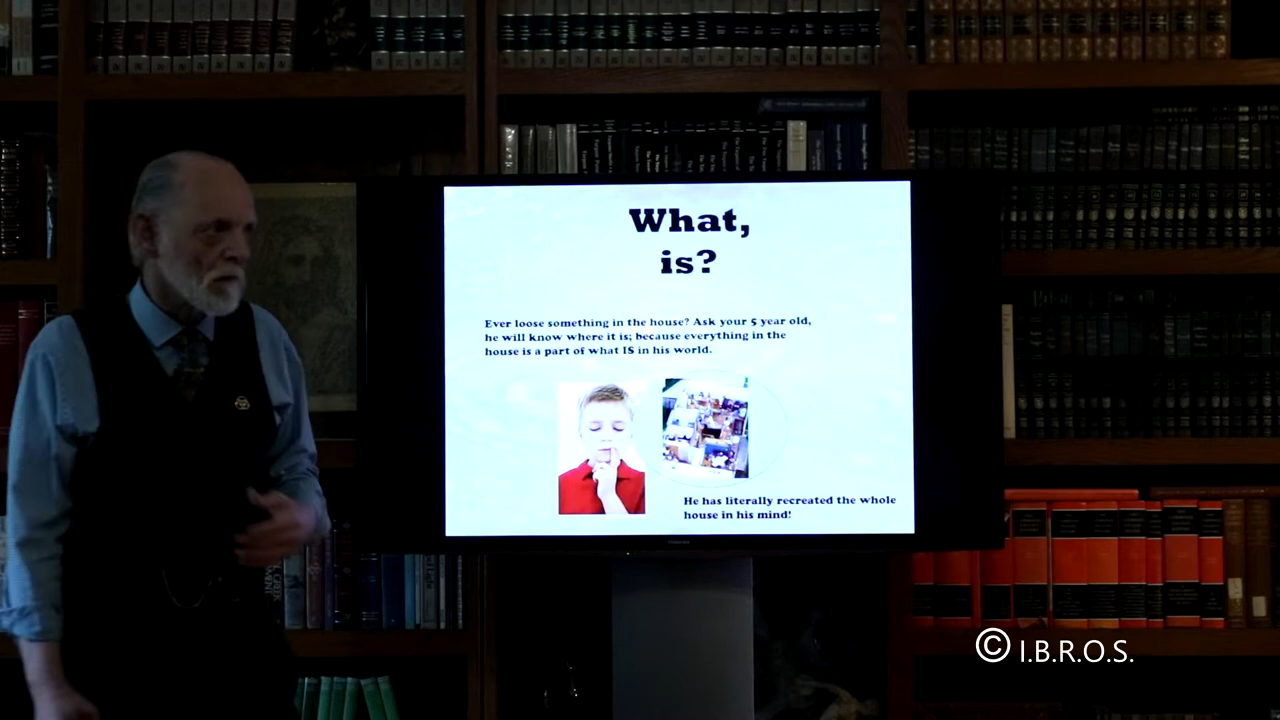 What,
is?
Ever loose something in the house? Ask your 5 year old,
he will know where it is; because everything in the
house is a part of what IS in his world.
He has literally recreated the whole
house in his mind!
© I.B.R.O.S.